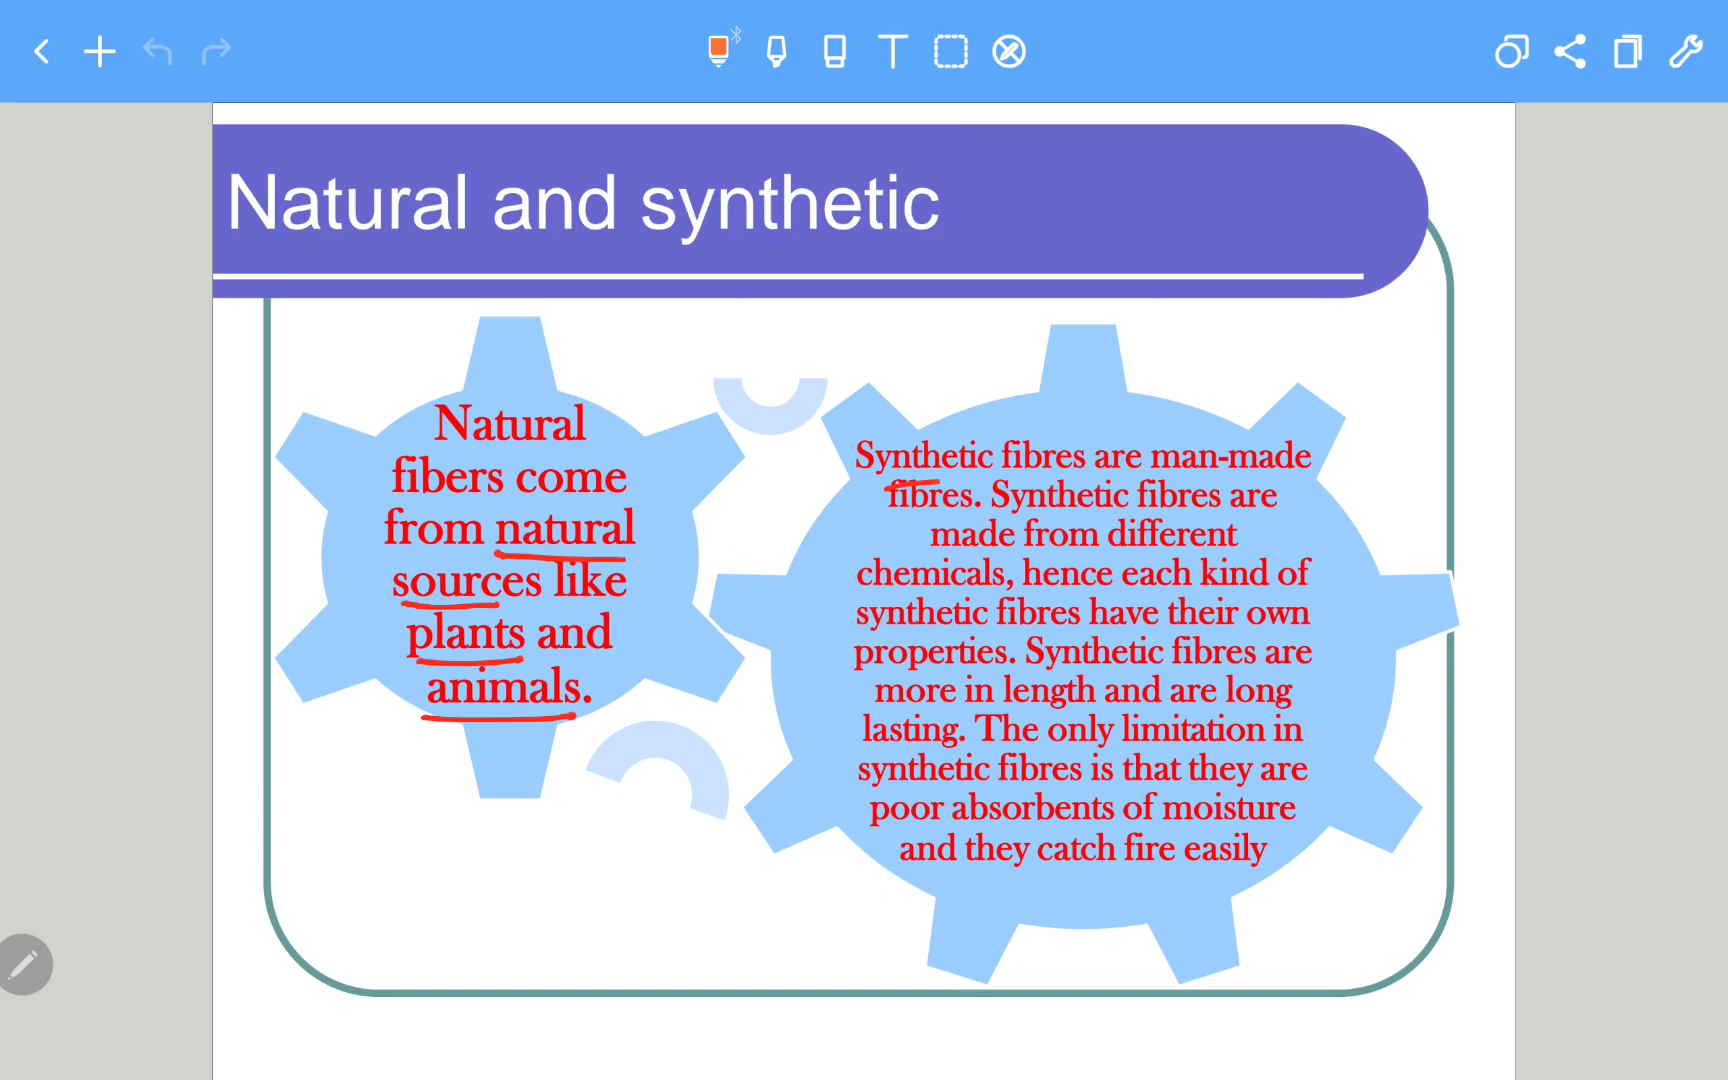 Natural and synthetic
Natural
fibers come
from natural
sources like
plants and
animals.
Synthetic fibres are man-made
fibres. Synthetic fibres are
made from different
chemicals, hence each kind of
synthetic fibres have their own
properties. Synthetic fibres are
more in length and are long
lasting. The only limitation in
synthetic fibres is that they are
poor absorbents of moisture
and they catch fire easily